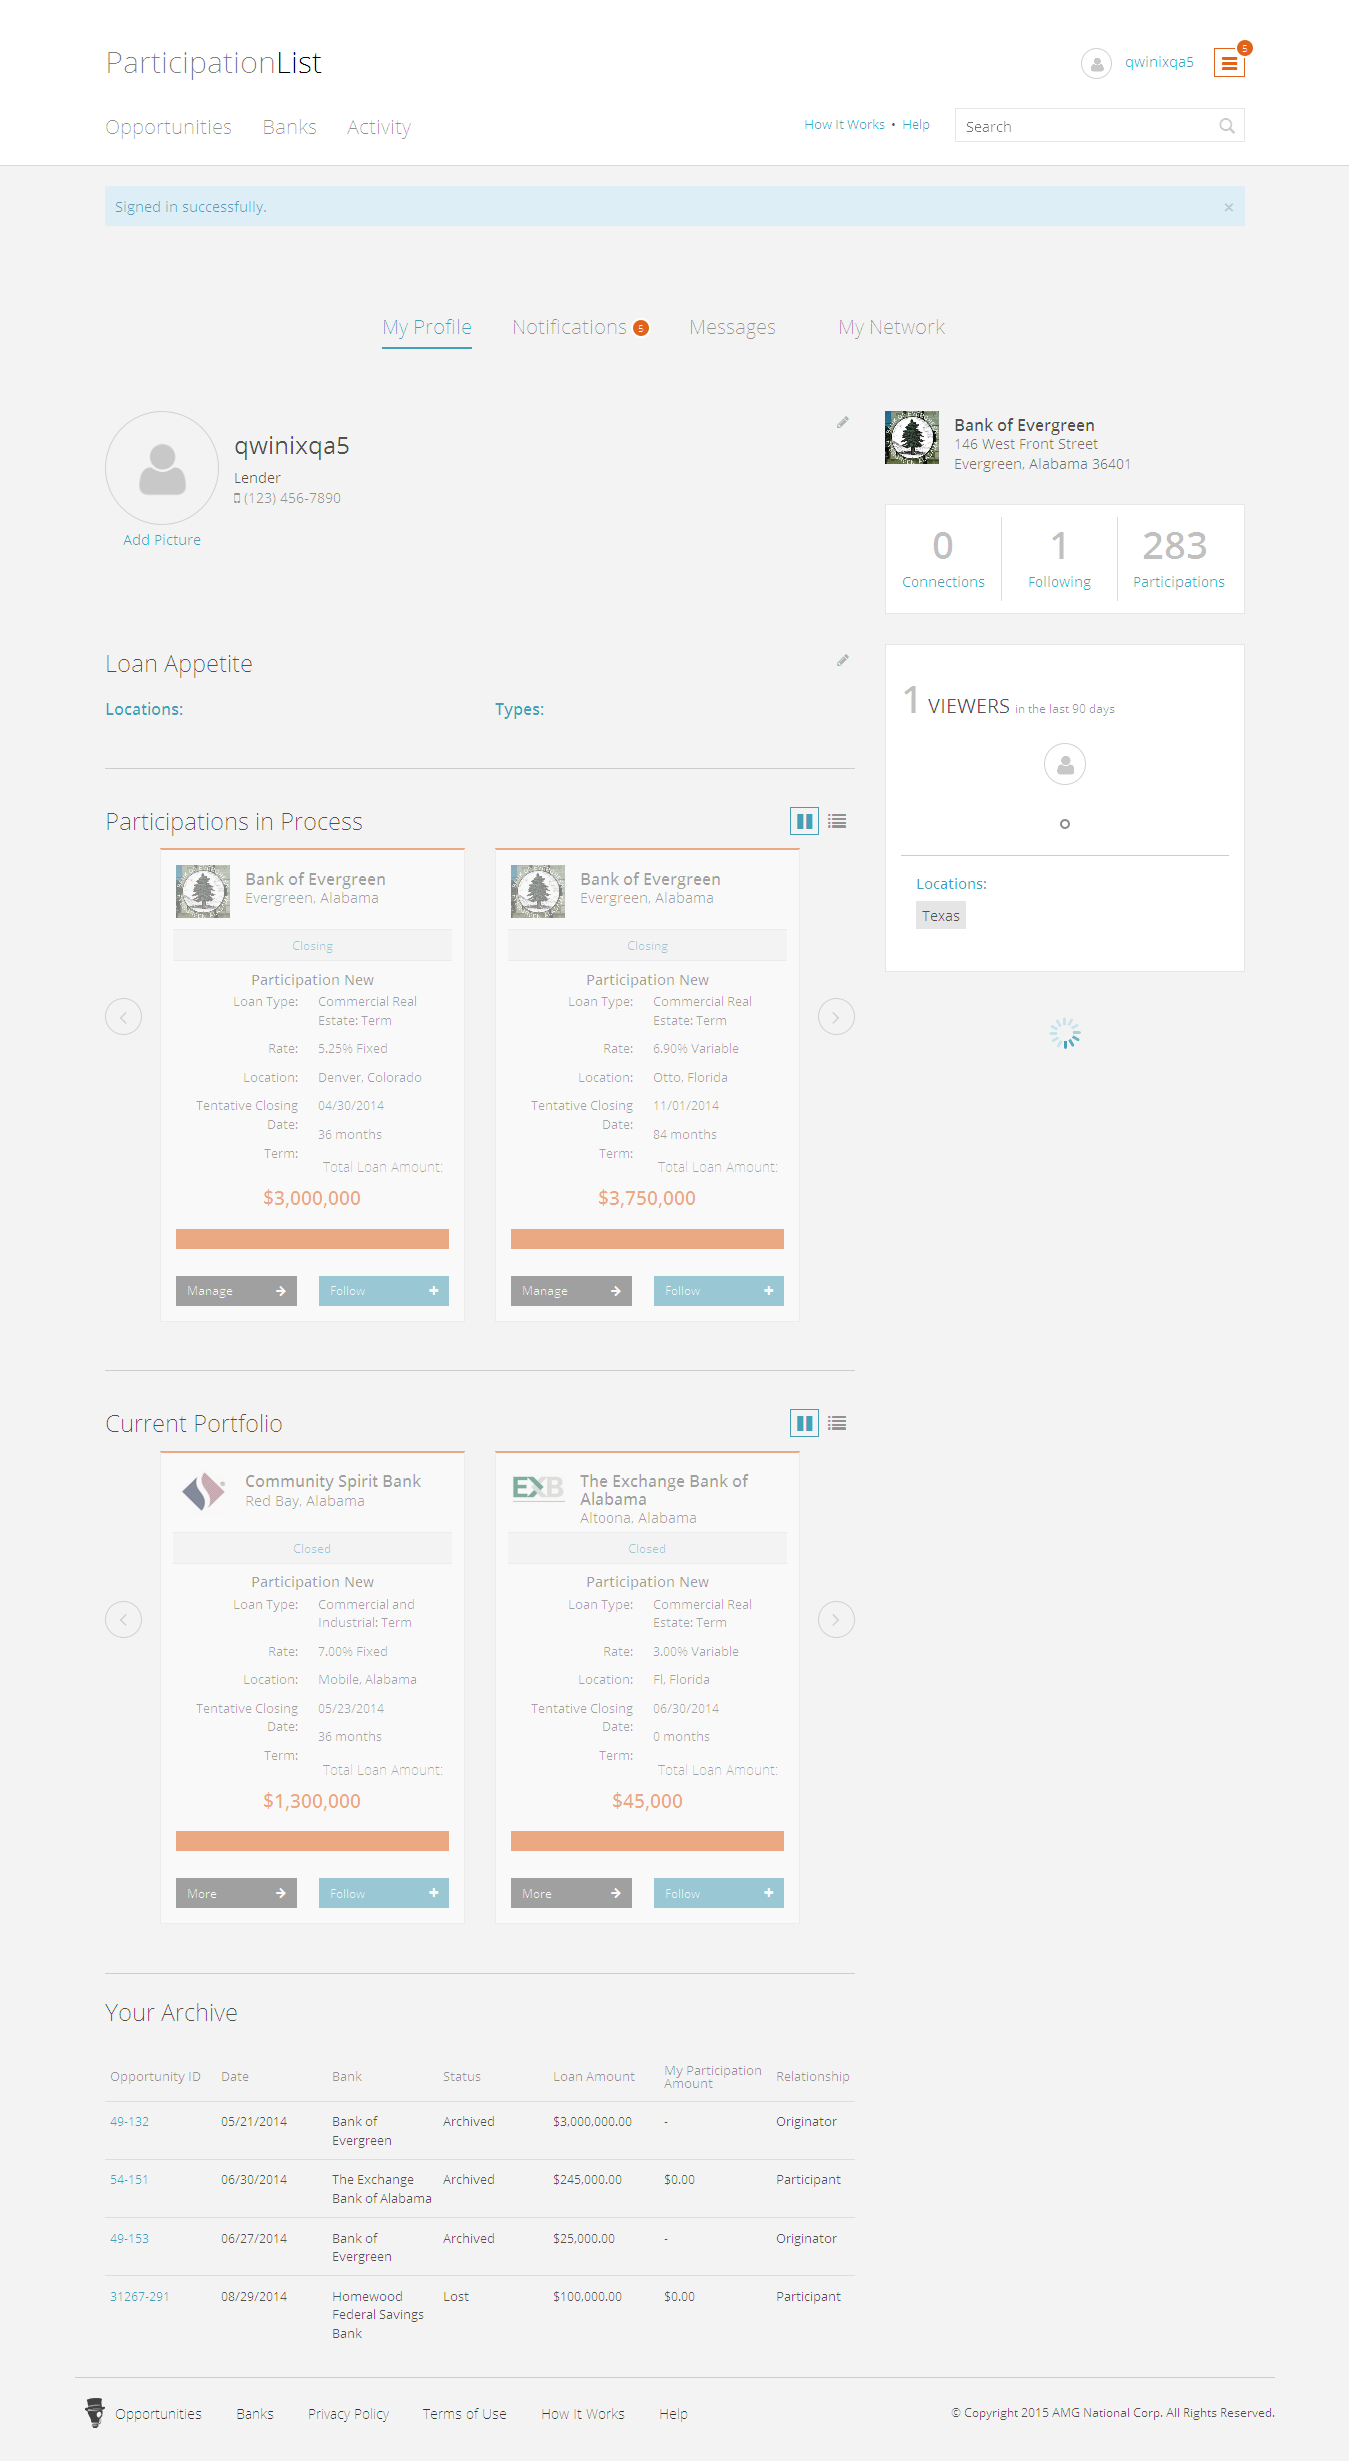 ParticipationList
qwinixqa5
5
Opportunities Banks Activity
How It Works • Help
Search
Signed in successfully.
×
My Profile Notifications 5 Messages My Network
qwinixqa5
Lender
(123) 456-7890
Add Picture
Bank of Evergreen
146 West Front Street
Evergreen, Alabama 36401
0 1 283
Connections Following Participations
Loan Appetite
Locations: Types:
1 VIEWERS in the last 90 days
Locations:
Texas
Participations in Process
Bank of Evergreen
Evergreen, Alabama
Closing
Participation New
Loan Type: Commercial Real
Estate: Term
Rate: 5.25% Fixed
Location: Denver, Colorado
Tentative Closing 04/30/2014
Date:
36 months
Term:
Total Loan Amount:
$3,000,000
Manage Follow
Bank of Evergreen
Evergreen, Alabama
Closing
Participation New
Loan Type: Commercial Real
Estate: Term
Rate: 6.90% Variable
Location: Otto, Florida
Tentative Closing 11/01/2014
Date:
84 months
Term:
Total Loan Amount:
$3,750,000
Manage Follow
Current Portfolio
Community Spirit Bank
Red Bay, Alabama
Closed
Participation New
Loan Type: Commercial and
Industrial: Term
Rate: 7.00% Fixed
Location: Mobile, Alabama
Tentative Closing 05/23/2014
Date:
36 months
Term:
Total Loan Amount:
$1,300,000
More Follow
EXB
The Exchange Bank of
Alabama
Altoona, Alabama
Closed
Participation New
Loan Type: Commercial Real
Estate: Term
Rate: 3.00% Variable
Location: Fl, Florida
Tentative Closing 06/30/2014
Date:
0 months
Term:
Total Loan Amount:
$45,000
More Follow
Your Archive
Opportunity ID Date Bank Status Loan Amount My Participation Amount Relationship
49-132 05/21/2014 Bank of Archived $3,000,000.00 - Originator
Evergreen
54-151 06/30/2014 The Exchange Archived $245,000.00 $0.00 Participant
Bank of Alabama
49-153 06/27/2014 Bank of Archived $25,000.00 - Originator
Evergreen
31267-291 08/29/2014 Homewood Lost $100,000.00 $0.00 Participant
Federal Savings
Bank
Opportunities Banks Privacy Policy Terms of Use How It Works Help
© Copyright 2015 AMG National Corp. All Rights Reserved.